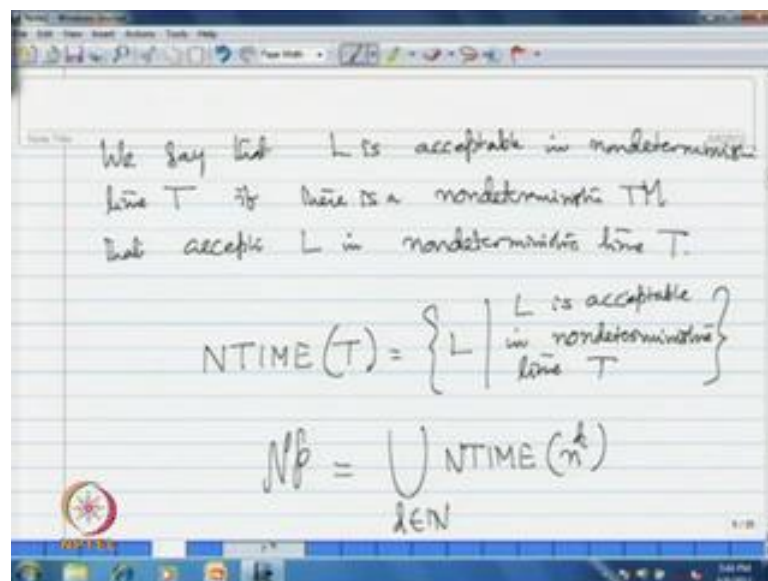 We say that L is acceptable in nondeterministic
time T if there is a nondeterministic TM
that accepts L in nondeterministic time T.
NTIME(T) = { L | L is acceptable in nondeterministic time T }
NP = ⋃ NTIME(n^k)
k∈N
NPTEL